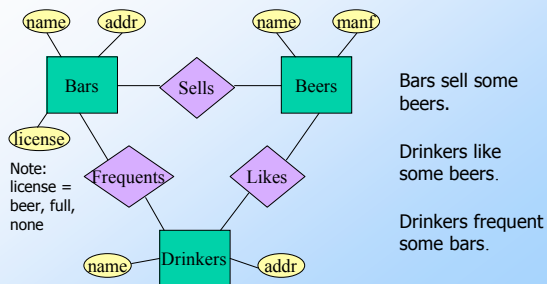 name
addr
name
manf
Bars
Sells
Beers
license
Note:
license =
beer, full,
none
Frequents
Likes
name
Drinkers
addr
Bars sell some
beers.
Drinkers like
some beers.
Drinkers frequent
some bars.